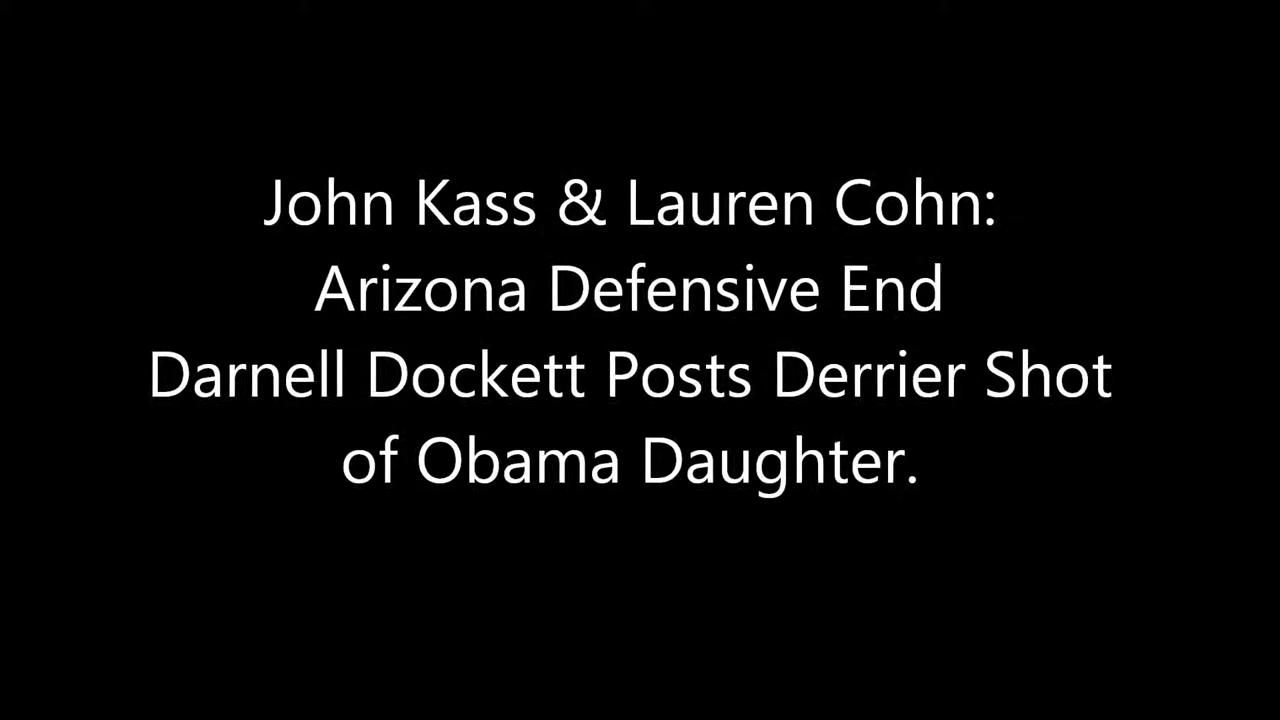 John Kass & Lauren Cohn:
Arizona Defensive End
Darnell Dockett Posts Derrier Shot
of Obama Daughter.